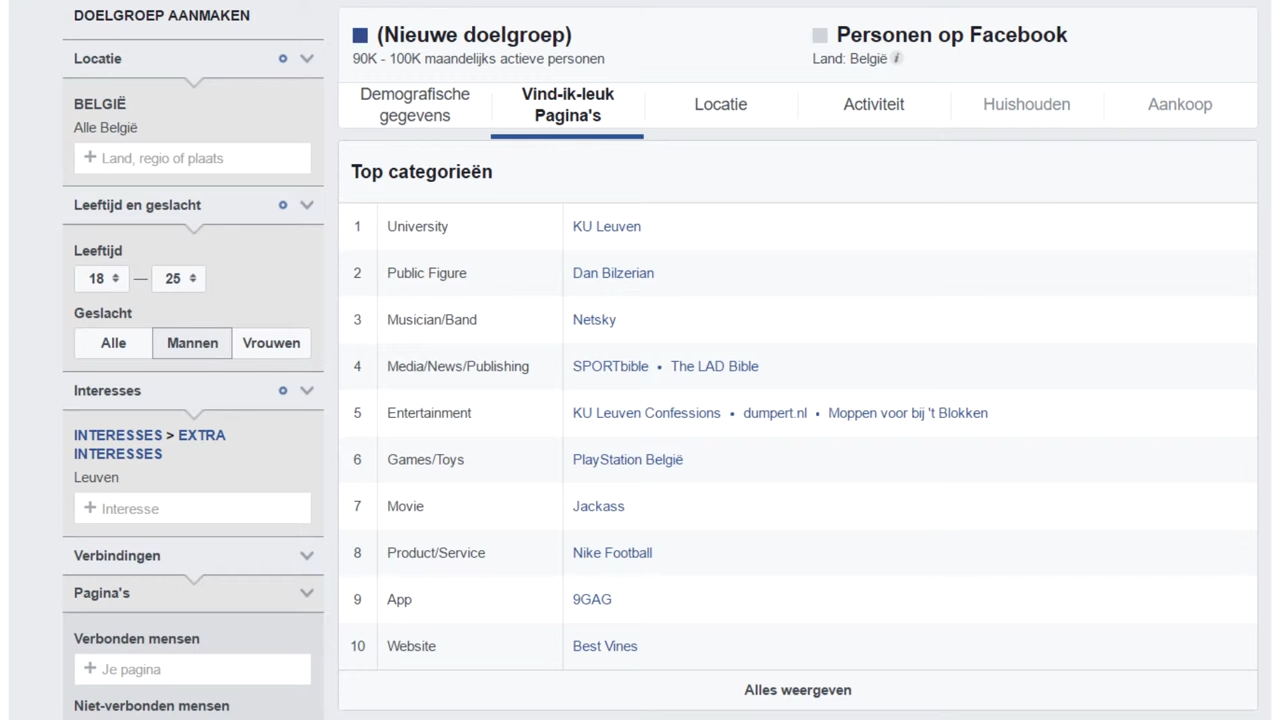 DOELGROEP AANMAKEN
Locatie
BELGIË
Alle België
+ Land, regio of plaats
Leeftijd en geslacht
Leeftijd
18 — 25
Geslacht
Alle Mannen Vrouwen
Interesses
INTERESSES > EXTRA
INTERESSES
Leuven
+ Interesse
Verbindingen
Pagina's
Verbonden mensen
+ Je pagina
Niet-verbonden mensen
(Nieuwe doelgroep)
90K - 100K maandelijks actieve personen
Personen op Facebook
Land: België i
Demografische
gegevens
Vind-ik-leuk
Pagina's
Locatie
Activiteit
Huishouden
Aankoop
Top categorieën
1 University KU Leuven
2 Public Figure Dan Bilzerian
3 Musician/Band Netsky
4 Media/News/Publishing SPORTbible • The LAD Bible
5 Entertainment KU Leuven Confessions • dumpert.nl • Moppen voor bij 't Blokken
6 Games/Toys PlayStation België
7 Movie Jackass
8 Product/Service Nike Football
9 App 9GAG
10 Website Best Vines
Alles weergeven